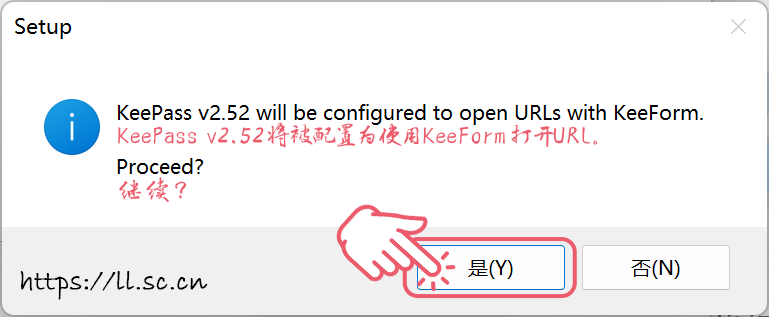 Setup
KeePass v2.52 will be configured to open URLs with KeeForm.
KeePass v2.52将被配置为使用KeeForm打开URL。
Proceed?
继续？
https://ll.sc.cn
是(Y)
否(N)